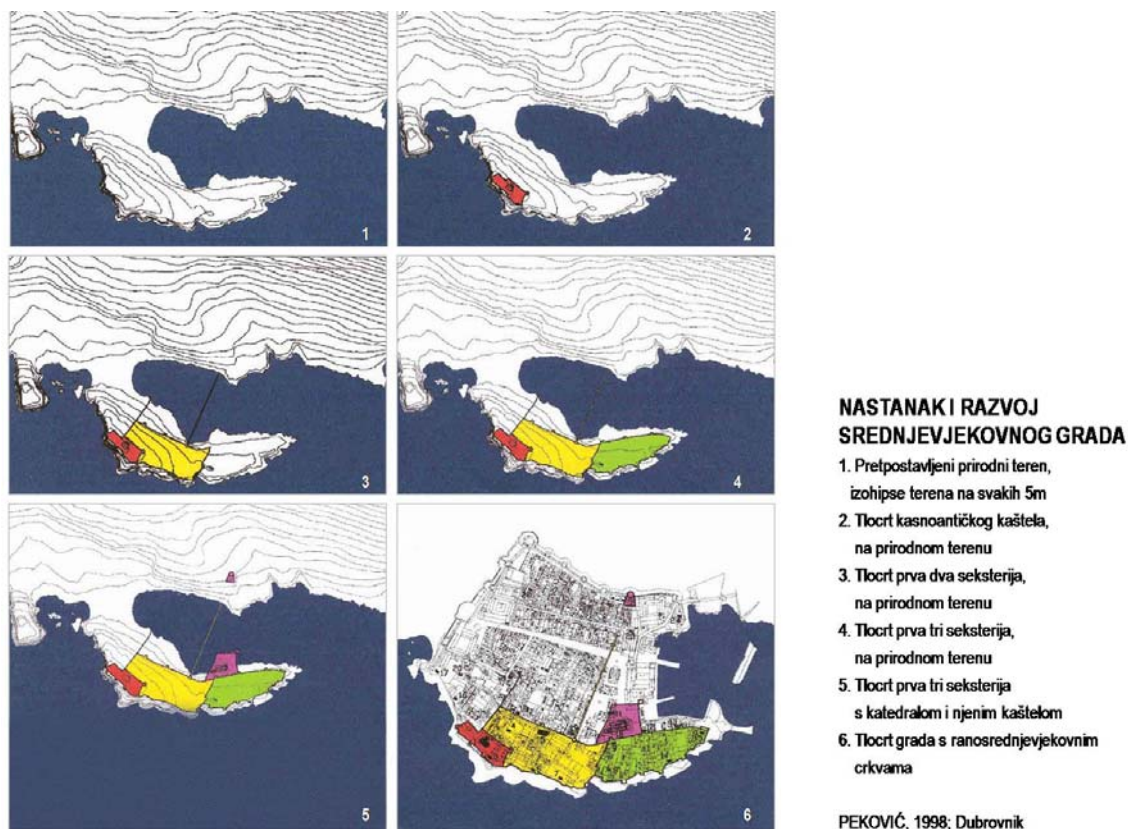 1
2
3
4
5
6
NASTANAK I RAZVOJ
SREDNJEVJEKOVNOG GRADA
1. Pretpostavljeni prirodni teren,
izohipse terena na svakih 5m
2. Tlocrt kasnoantičkog kaštela,
na prirodnom terenu
3. Tlocrt prva dva seksterija,
na prirodnom terenu
4. Tlocrt prva tri seksterija,
na prirodnom terenu
5. Tlocrt prva tri seksterija
s katedralom i njenim kaštelom
6. Tlocrt grada s ranosrednjevjekovnim
crkvama
PEKOVIĆ, 1998; Dubrovnik